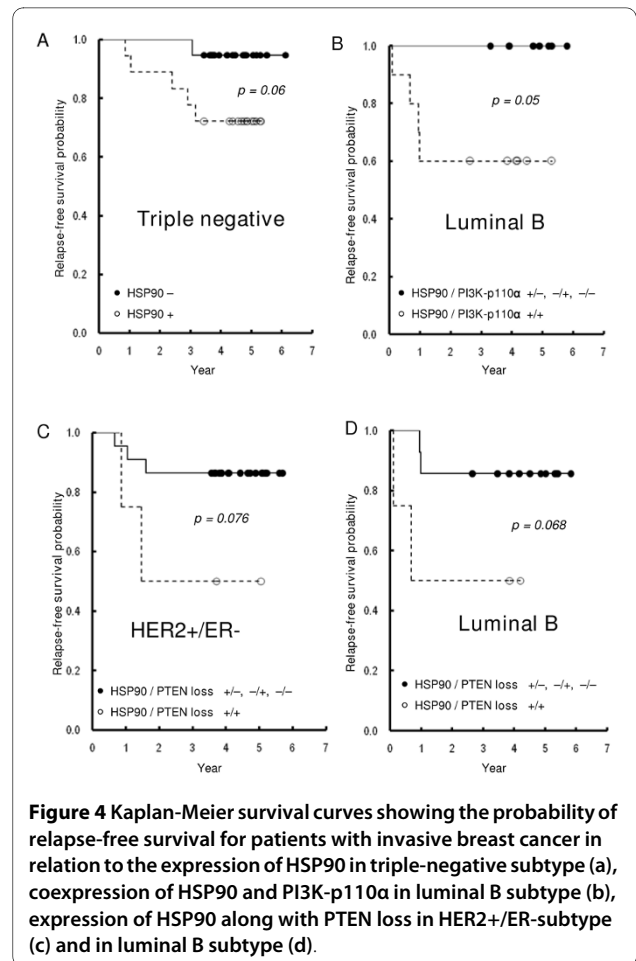 A
Relapse-free survival probability
1.0
0.8
0.6
0.4
0.2
0.0
p = 0.06
Triple negative
HSP90 –
HSP90 +
0 1 2 3 4 5 6 7
Year
B
Relapse-free survival probability
1.0
0.8
0.6
0.4
0.2
0.0
p = 0.05
Luminal B
HSP90 / PI3K-p110α +/–, –/+, –/–
HSP90 / PI3K-p110α +/+
0 1 2 3 4 5 6 7
Year
C
Relapse-free survival probability
1.0
0.8
0.6
0.4
0.2
0.0
p = 0.076
HER2+/ER-
HSP90 / PTEN loss +/–, –/+, –/–
HSP90 / PTEN loss +/+
0 1 2 3 4 5 6 7
Year
D
Relapse-free survival probability
1.0
0.8
0.6
0.4
0.2
0.0
p = 0.068
Luminal B
HSP90 / PTEN loss +/–, –/+, –/–
HSP90 / PTEN loss +/+
0 1 2 3 4 5 6 7
Year
Figure 4 Kaplan-Meier survival curves showing the probability of
relapse-free survival for patients with invasive breast cancer in
relation to the expression of HSP90 in triple-negative subtype (a),
coexpression of HSP90 and PI3K-p110α in luminal B subtype (b),
expression of HSP90 along with PTEN loss in HER2+/ER-subtype
(c) and in luminal B subtype (d).